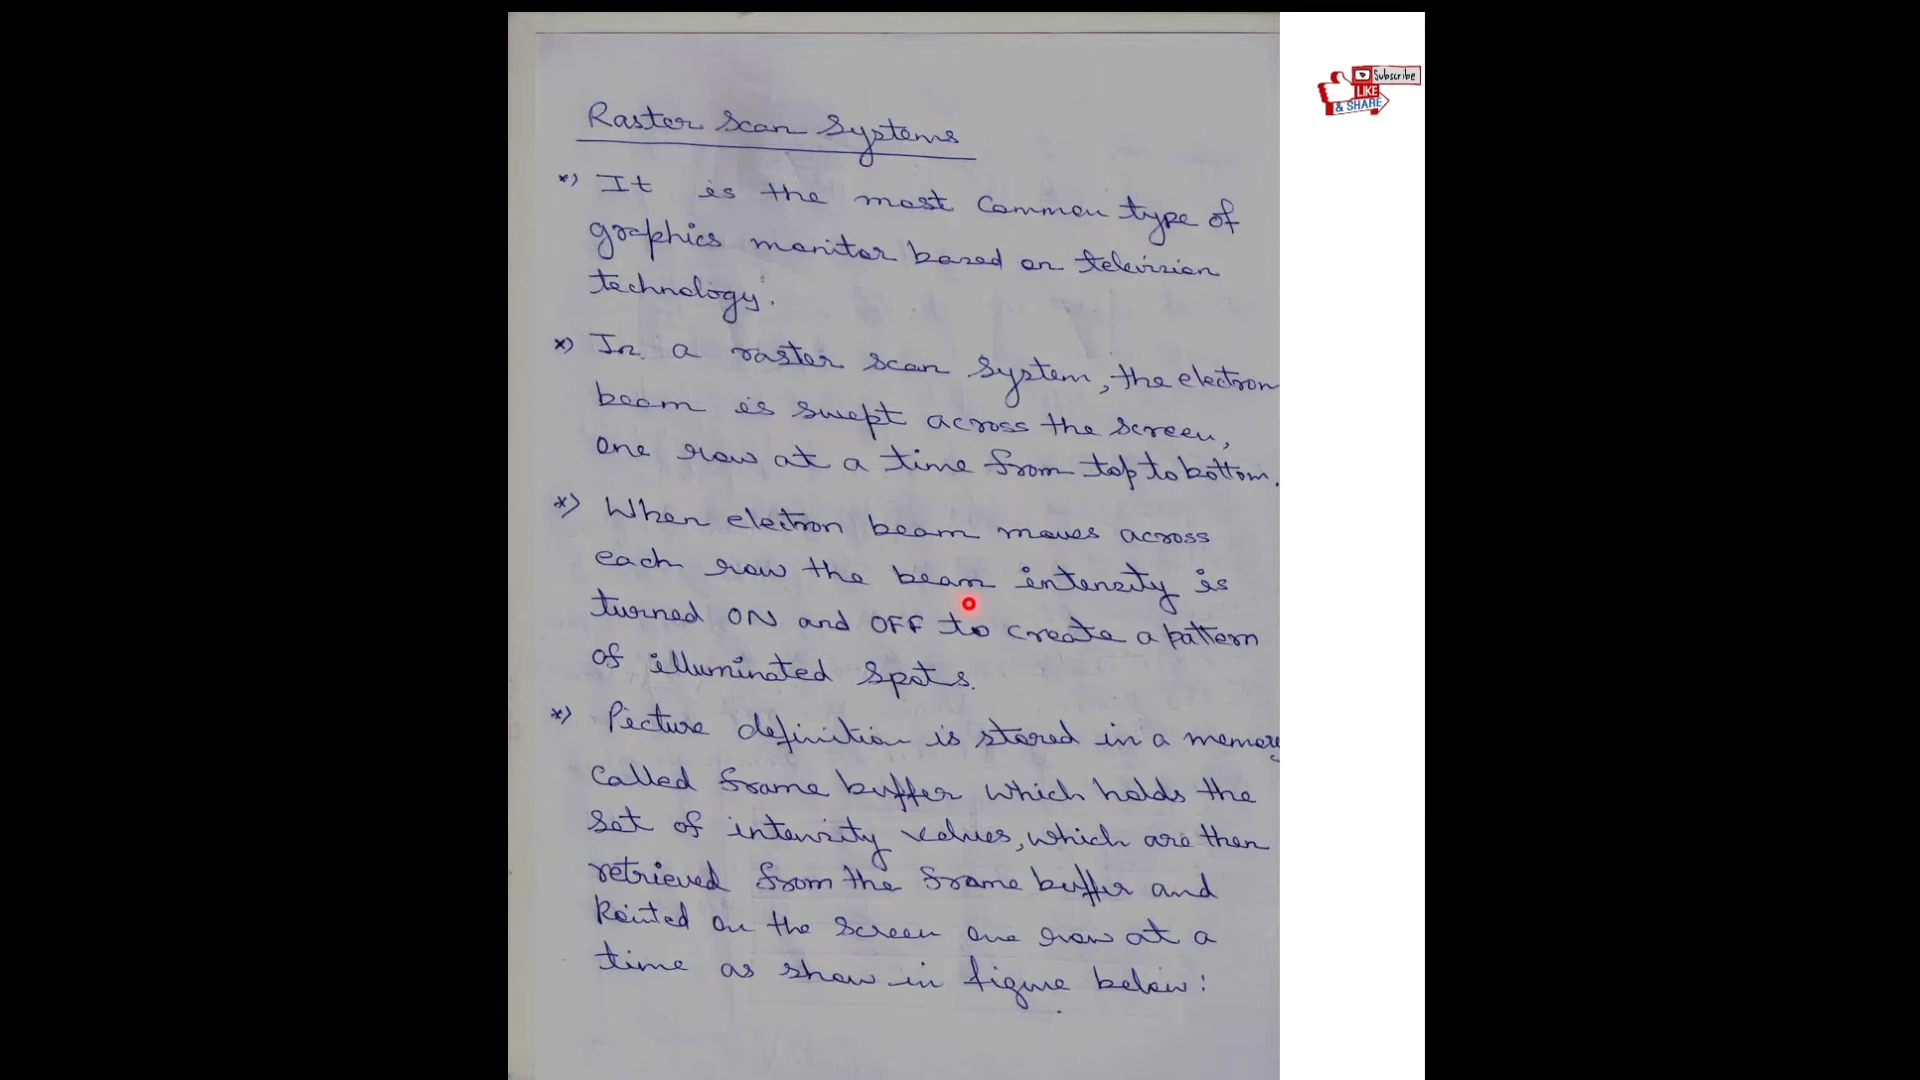 Raster Scan Systems
*) It is the most common type of
graphics monitor based on television
technology.
*) In a raster scan system, the electron
beam is swept across the screen,
one row at a time from top to bottom.
*) When electron beam moves across
each row the beam intensity is
turned ON and OFF to create a pattern
of illuminated spots.
*) Picture definition is stored in a memory
called frame buffer which holds the
set of intensity values, which are then
retrieved from the frame buffer and
Painted on the screen one row at a
time as show in figure below:
Subscribe
LIKE
& SHARE